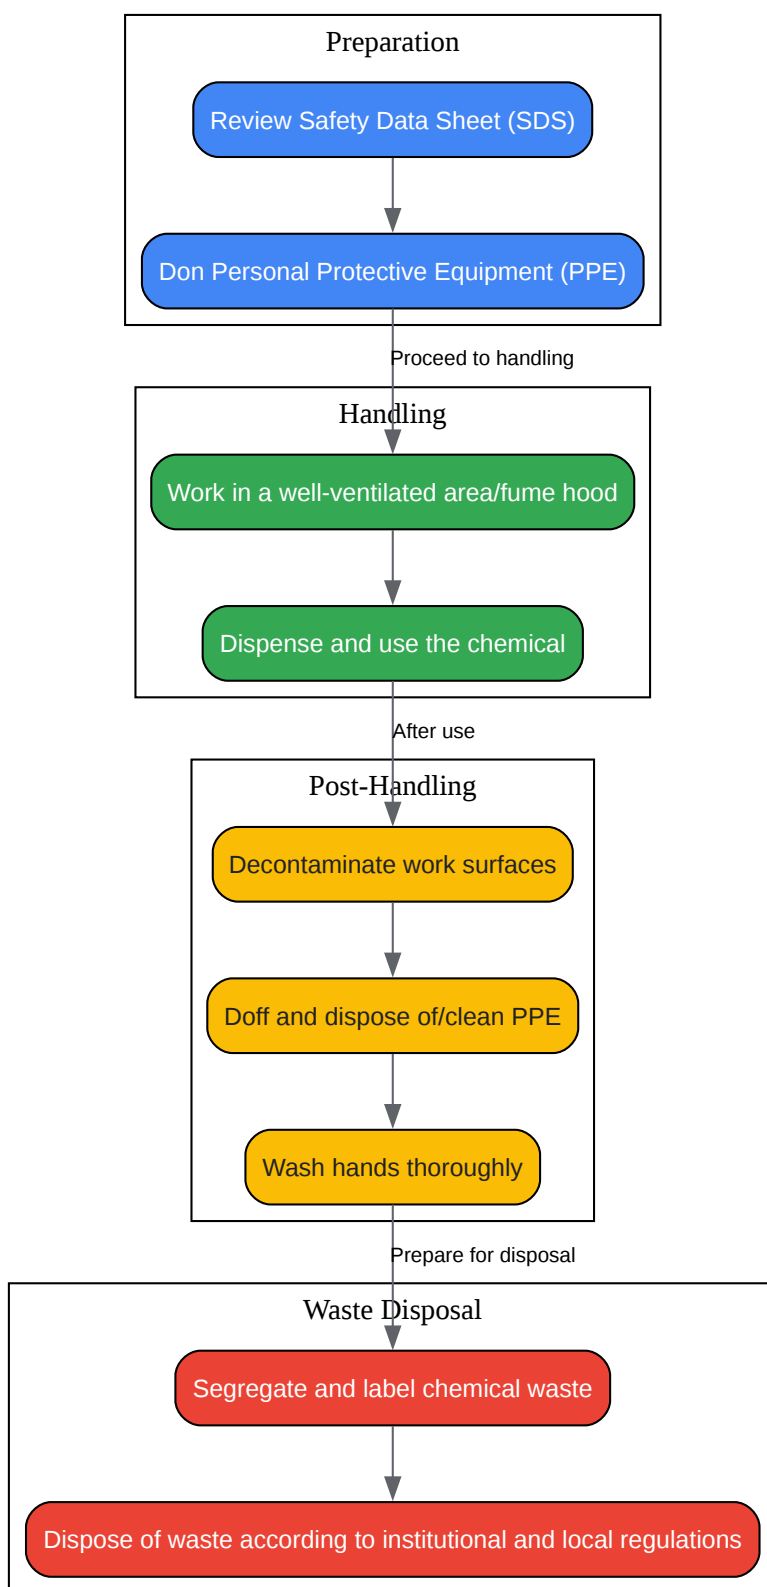 Preparation
Review Safety Data Sheet (SDS)
Don Personal Protective Equipment (PPE)
Proceed to handling
Handling
Work in a well-ventilated area/fume hood
Dispense and use the chemical
After use
Post-Handling
Decontaminate work surfaces
Doff and dispose of/clean PPE
Wash hands thoroughly
Prepare for disposal
Waste Disposal
Segregate and label chemical waste
Dispose of waste according to institutional and local regulations